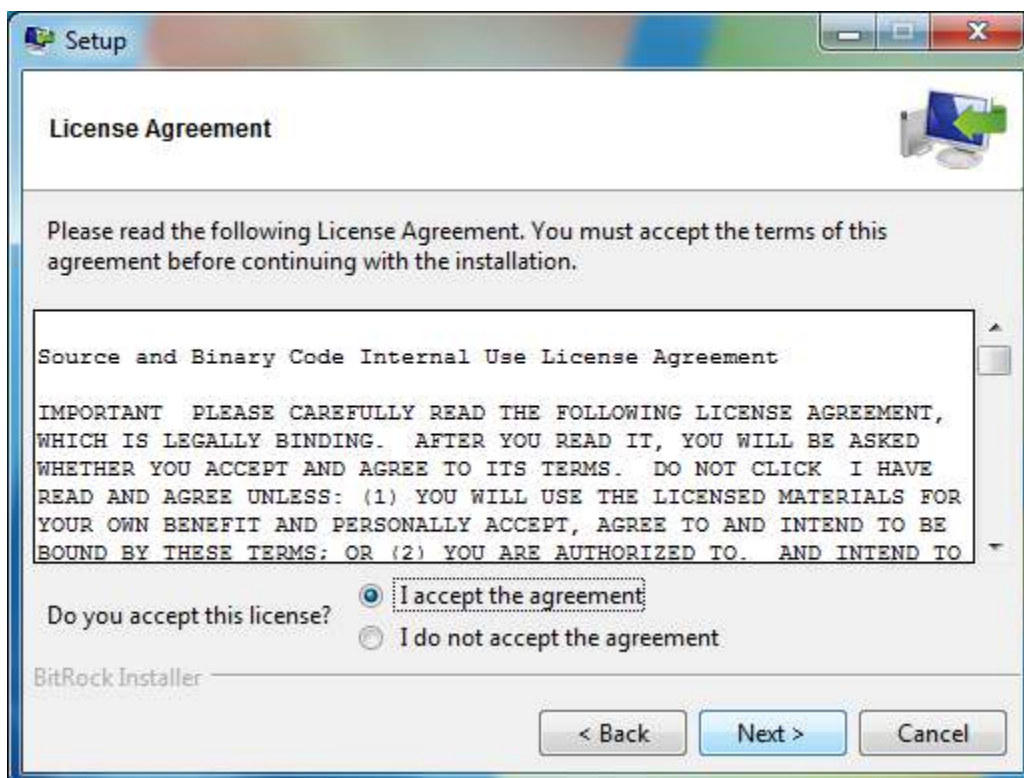 Setup
License Agreement
Please read the following License Agreement. You must accept the terms of this
agreement before continuing with the installation.
Source and Binary Code Internal Use License Agreement
IMPORTANT  PLEASE CAREFULLY READ THE FOLLOWING LICENSE AGREEMENT,
WHICH IS LEGALLY BINDING.  AFTER YOU READ IT, YOU WILL BE ASKED
WHETHER YOU ACCEPT AND AGREE TO ITS TERMS.  DO NOT CLICK  I HAVE
READ AND AGREE UNLESS: (1) YOU WILL USE THE LICENSED MATERIALS FOR
YOUR OWN BENEFIT AND PERSONALLY ACCEPT, AGREE TO AND INTEND TO BE
BOUND BY THESE TERMS; OR (2) YOU ARE AUTHORIZED TO.  AND INTEND TO
Do you accept this license?
I accept the agreement
I do not accept the agreement
BitRock Installer
< Back Next > Cancel